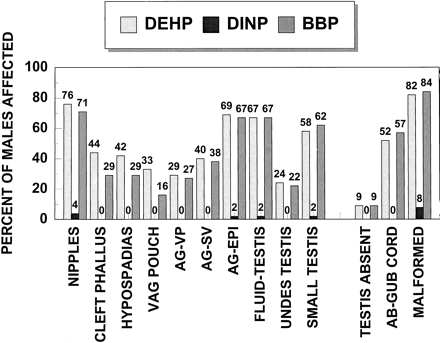 DEHP DINP BBP
PERCENT OF MALES AFFECTED
100
80
60
40
20
0
76 4 71
44 0 29
42 0 29
33 0 16
29 0 27
40 0 38
69 2 67
67 2 67
24 0 22
58 2 62
9 0 9
52 0 57
82 8 84
NIPPLES
CLEFT PHALLUS
HYPOSPADIAS
VAG POUCH
AG-VP
AG-SV
AG-EPI
FLUID-TESTIS
UNDES TESTIS
SMALL TESTIS
TESTIS ABSENT
AB-GUB CORD
MALFORMED